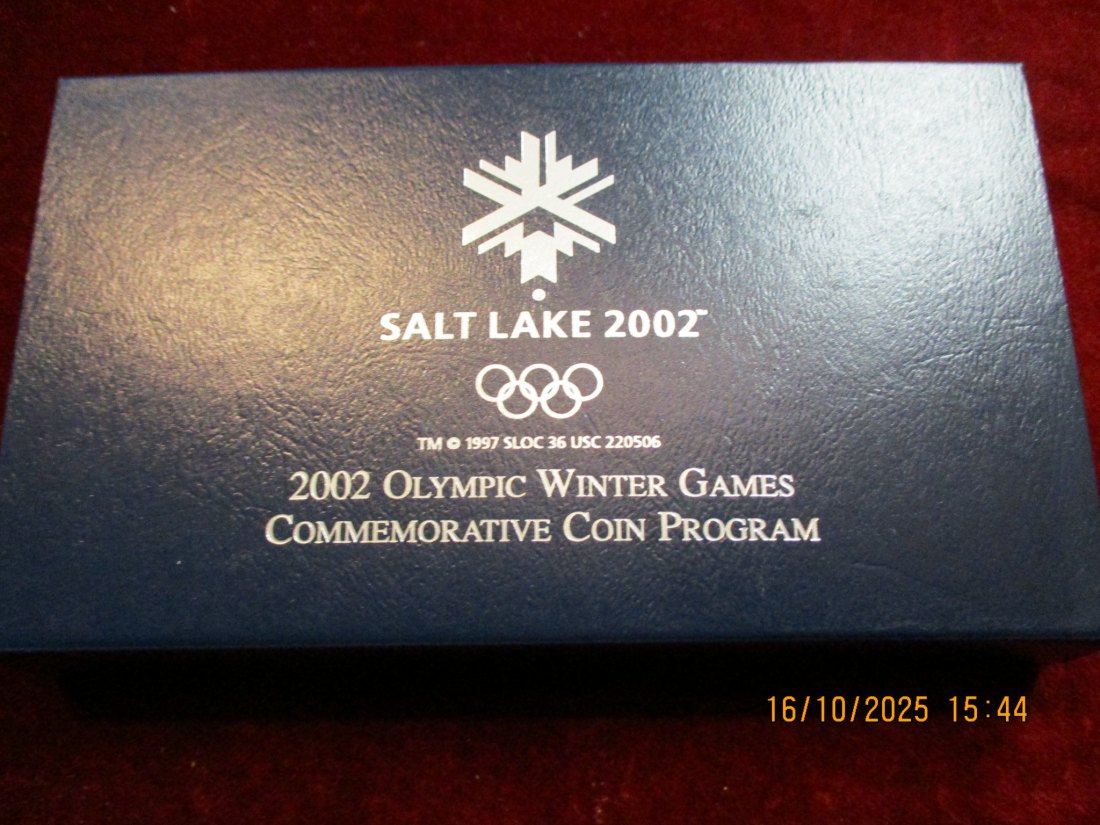 SALT LAKE 2002™
TM © 1997 SLOC 36 USC 220506
2002 OLYMPIC WINTER GAMES
COMMEMORATIVE COIN PROGRAM
16/10/2025 15:44